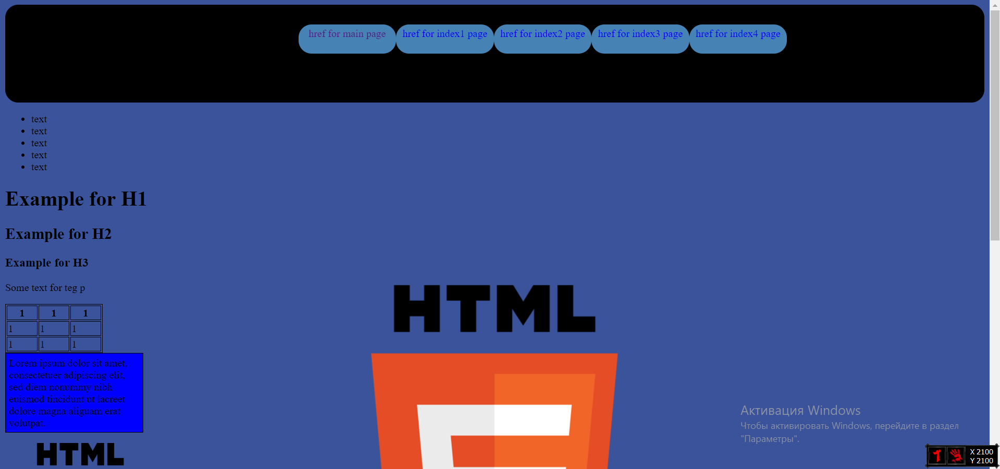 href for main page href for index1 page href for index2 page href for index3 page href for index4 page
text
text
text
text
text
Example for H1
Example for H2
Example for H3
Some text for teg p
1 1 1
1 1 1
1 1 1
Lorem ipsum dolor sit amet,
consectetuer adipiscing elit,
sed diem nonummy nibh
euismod tincidunt ut lacreet
dolore magna aliguam erat
volutpat.
HTML
HTML
Активация Windows
Чтобы активировать Windows, перейдите в раздел
"Параметры".
X 2100
Y 2100